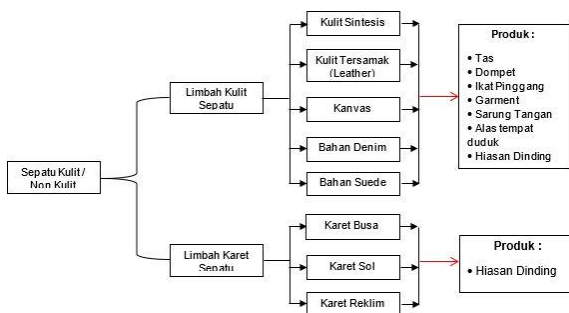 Sepatu Kulit /
Non Kulit
Limbah Kulit
Sepatu
Kulit Sintesis
Kulit Tersamak
(Leather)
Kanvas
Bahan Denim
Bahan Suede
Produk :
• Tas
• Dompet
• Ikat Pinggang
• Garment
• Sarung Tangan
• Alas tempat
duduk
• Hiasan Dinding
Limbah Karet
Sepatu
Karet Busa
Karet Sol
Karet Reklim
Produk :
• Hiasan Dinding